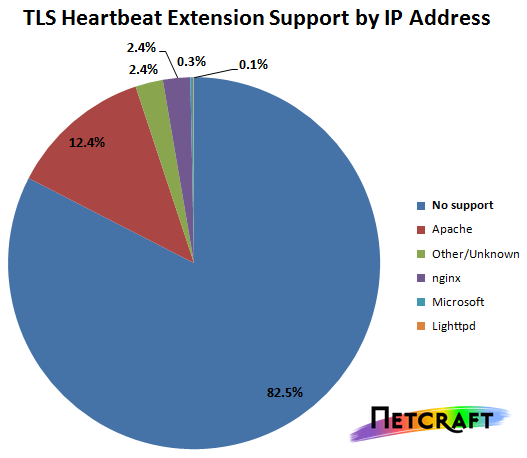 TLS Heartbeat Extension Support by IP Address
2.4%
0.3%
0.1%
2.4%
12.4%
No support
Apache
Other/Unknown
nginx
Microsoft
Lighttpd
82.5%
NETCRAFT